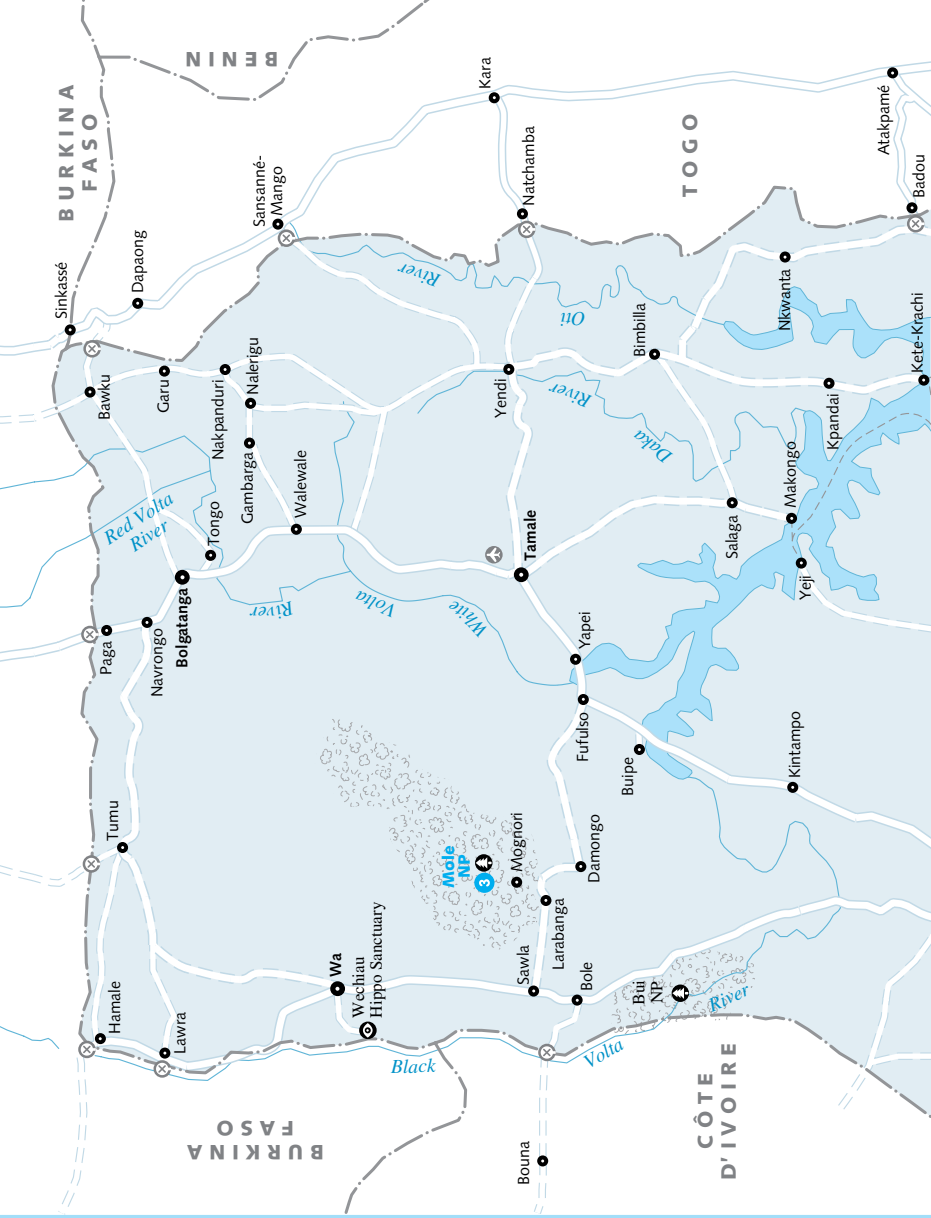 BENIN
BURKINA
FASO
Kara
Atakpamé
TOGO
Sansanné-
Mango
Natchamba
Badou
Sinkassé
Dapaong
River
Oti
Nkwanta
Bimbilla
Kete-Krachi
Bawku
Garu
Nakpanduri
Nalerigu
Yendi
River
Daka
Kpandai
Gambarga
Walewale
Makongo
Red Volta
River
Tongo
Tamale
Salaga
Yeji
Bolgatanga
River
Volta
White
Paga
Navrongo
Yapei
Fufulso
Buipe
Kintampo
Tumu
Mole
NP
3
Mognori
Damongo
Larabanga
Hamale
Lawra
Wa
Wechiau
Hippo Sanctuary
Sawla
Bole
Bui
NP
River
Black
Volta
BURKINA
FASO
CÔTE
D'IVOIRE
Bouna